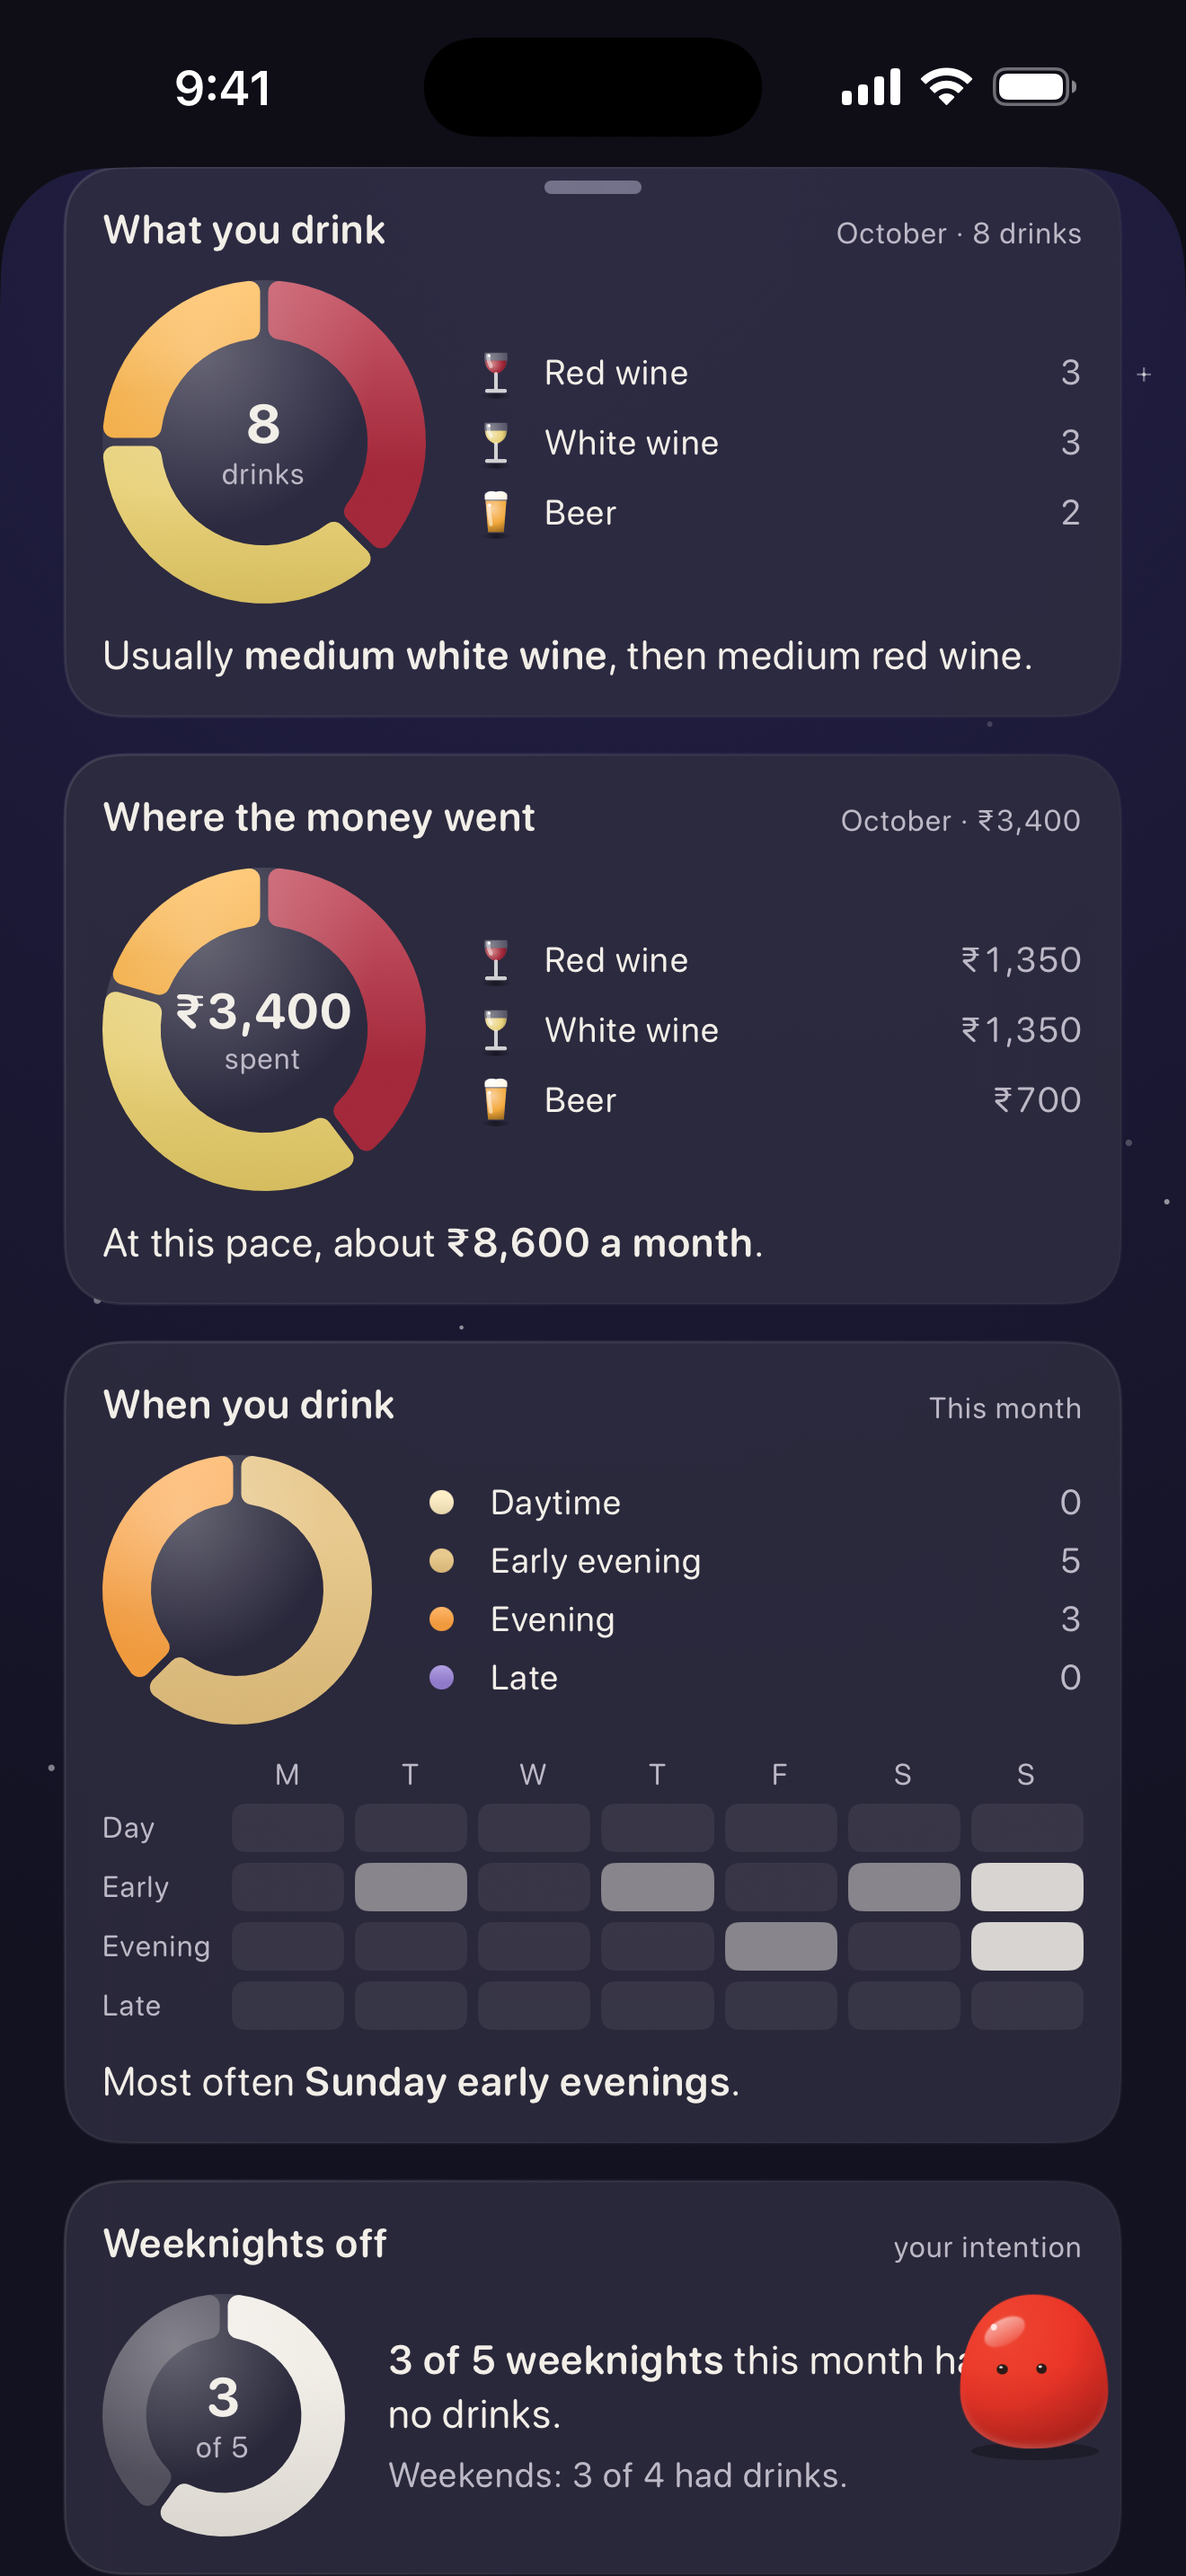 9:41
What you drink
October · 8 drinks
8
drinks
Red wine 3
White wine 3
Beer 2
Usually medium white wine, then medium red wine.
Where the money went
October · ₹3,400
₹3,400
spent
Red wine ₹1,350
White wine ₹1,350
Beer ₹700
At this pace, about ₹8,600 a month.
When you drink
This month
Daytime 0
Early evening 5
Evening 3
Late 0
M T W T F S S
Day
Early
Evening
Late
Most often Sunday early evenings.
Weeknights off
your intention
3
of 5
3 of 5 weeknights this month
no drinks.
Weekends: 3 of 4 had drinks.